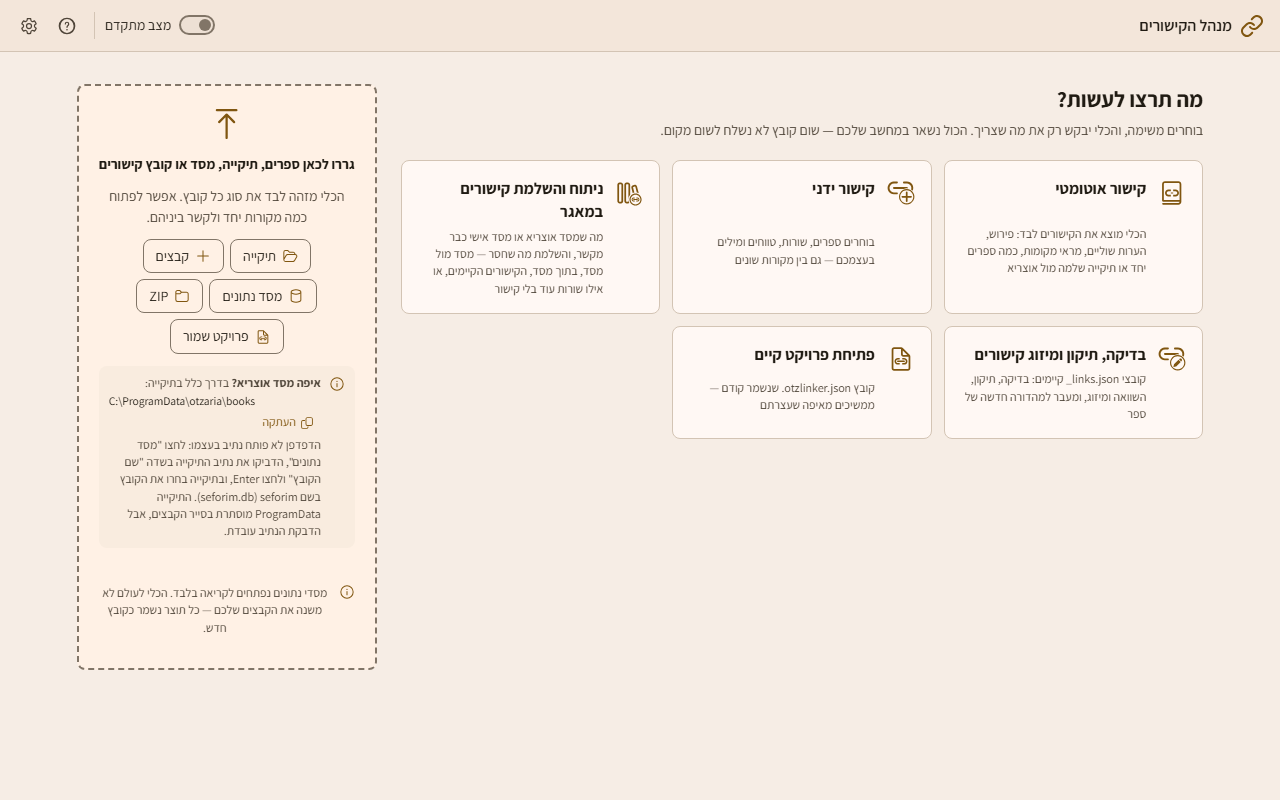 מנהל הקישורים
מצב מתקדם
מה תרצו לעשות?
בוחרים משימה, והכלי יבקש רק את מה שצריך. הכול נשאר במחשב שלכם — שום קובץ לא נשלח לשום מקום.
קישור אוטומטי
הכלי מוצא את הקישורים לבד: פירוש,
הערות שוליים, מראי מקומות, כמה ספרים
יחד או תיקייה שלמה מול אוצריא
קישור ידני
בוחרים ספרים, שורות, טווחים ומילים
בעצמכם — גם בין מקורות שונים
ניתוח והשלמת קישורים
במאגר
מה שמסד אוצריא או מסד אישי כבר
מקשר, והשלמת מה שחסר — מסד מול
מסד, בתוך מסד, הקישורים הקיימים, או
אילו שורות עוד בלי קישור
בדיקה, תיקון ומיזוג קישורים
קובצי links.json_ קיימים: בדיקה, תיקון,
השוואה ומיזוג, ומעבר למהדורה חדשה של
ספר
פתיחת פרויקט קיים
קובץ otzlinker.json. שנשמר קודם —
ממשיכים מאיפה שעצרתם
גררו לכאן ספרים, תיקייה, מסד או קובץ קישורים
הכלי מזהה לבד את סוג כל קובץ. אפשר לפתוח
כמה מקורות יחד ולקשר ביניהם.
תיקייה
קבצים
מסד נתונים
ZIP
פרויקט שמור
איפה מסד אוצריא? בדרך כלל בתיקייה:
C:\ProgramData\otzaria\books
העתקה
הדפדפן לא פותח נתיב בעצמו: לחצו "מסד
נתונים", הדביקו את נתיב התיקייה בשדה "שם
הקובץ" ולחצו Enter, ובתיקייה בחרו את הקובץ
בשם seforim (seforim.db). התיקייה
ProgramData מוסתרת בסייר הקבצים, אבל
הדבקת הנתיב עובדת.
מסדי נתונים נפתחים לקריאה בלבד. הכלי לעולם לא
משנה את הקבצים שלכם — כל תוצר נשמר כקובץ
חדש.